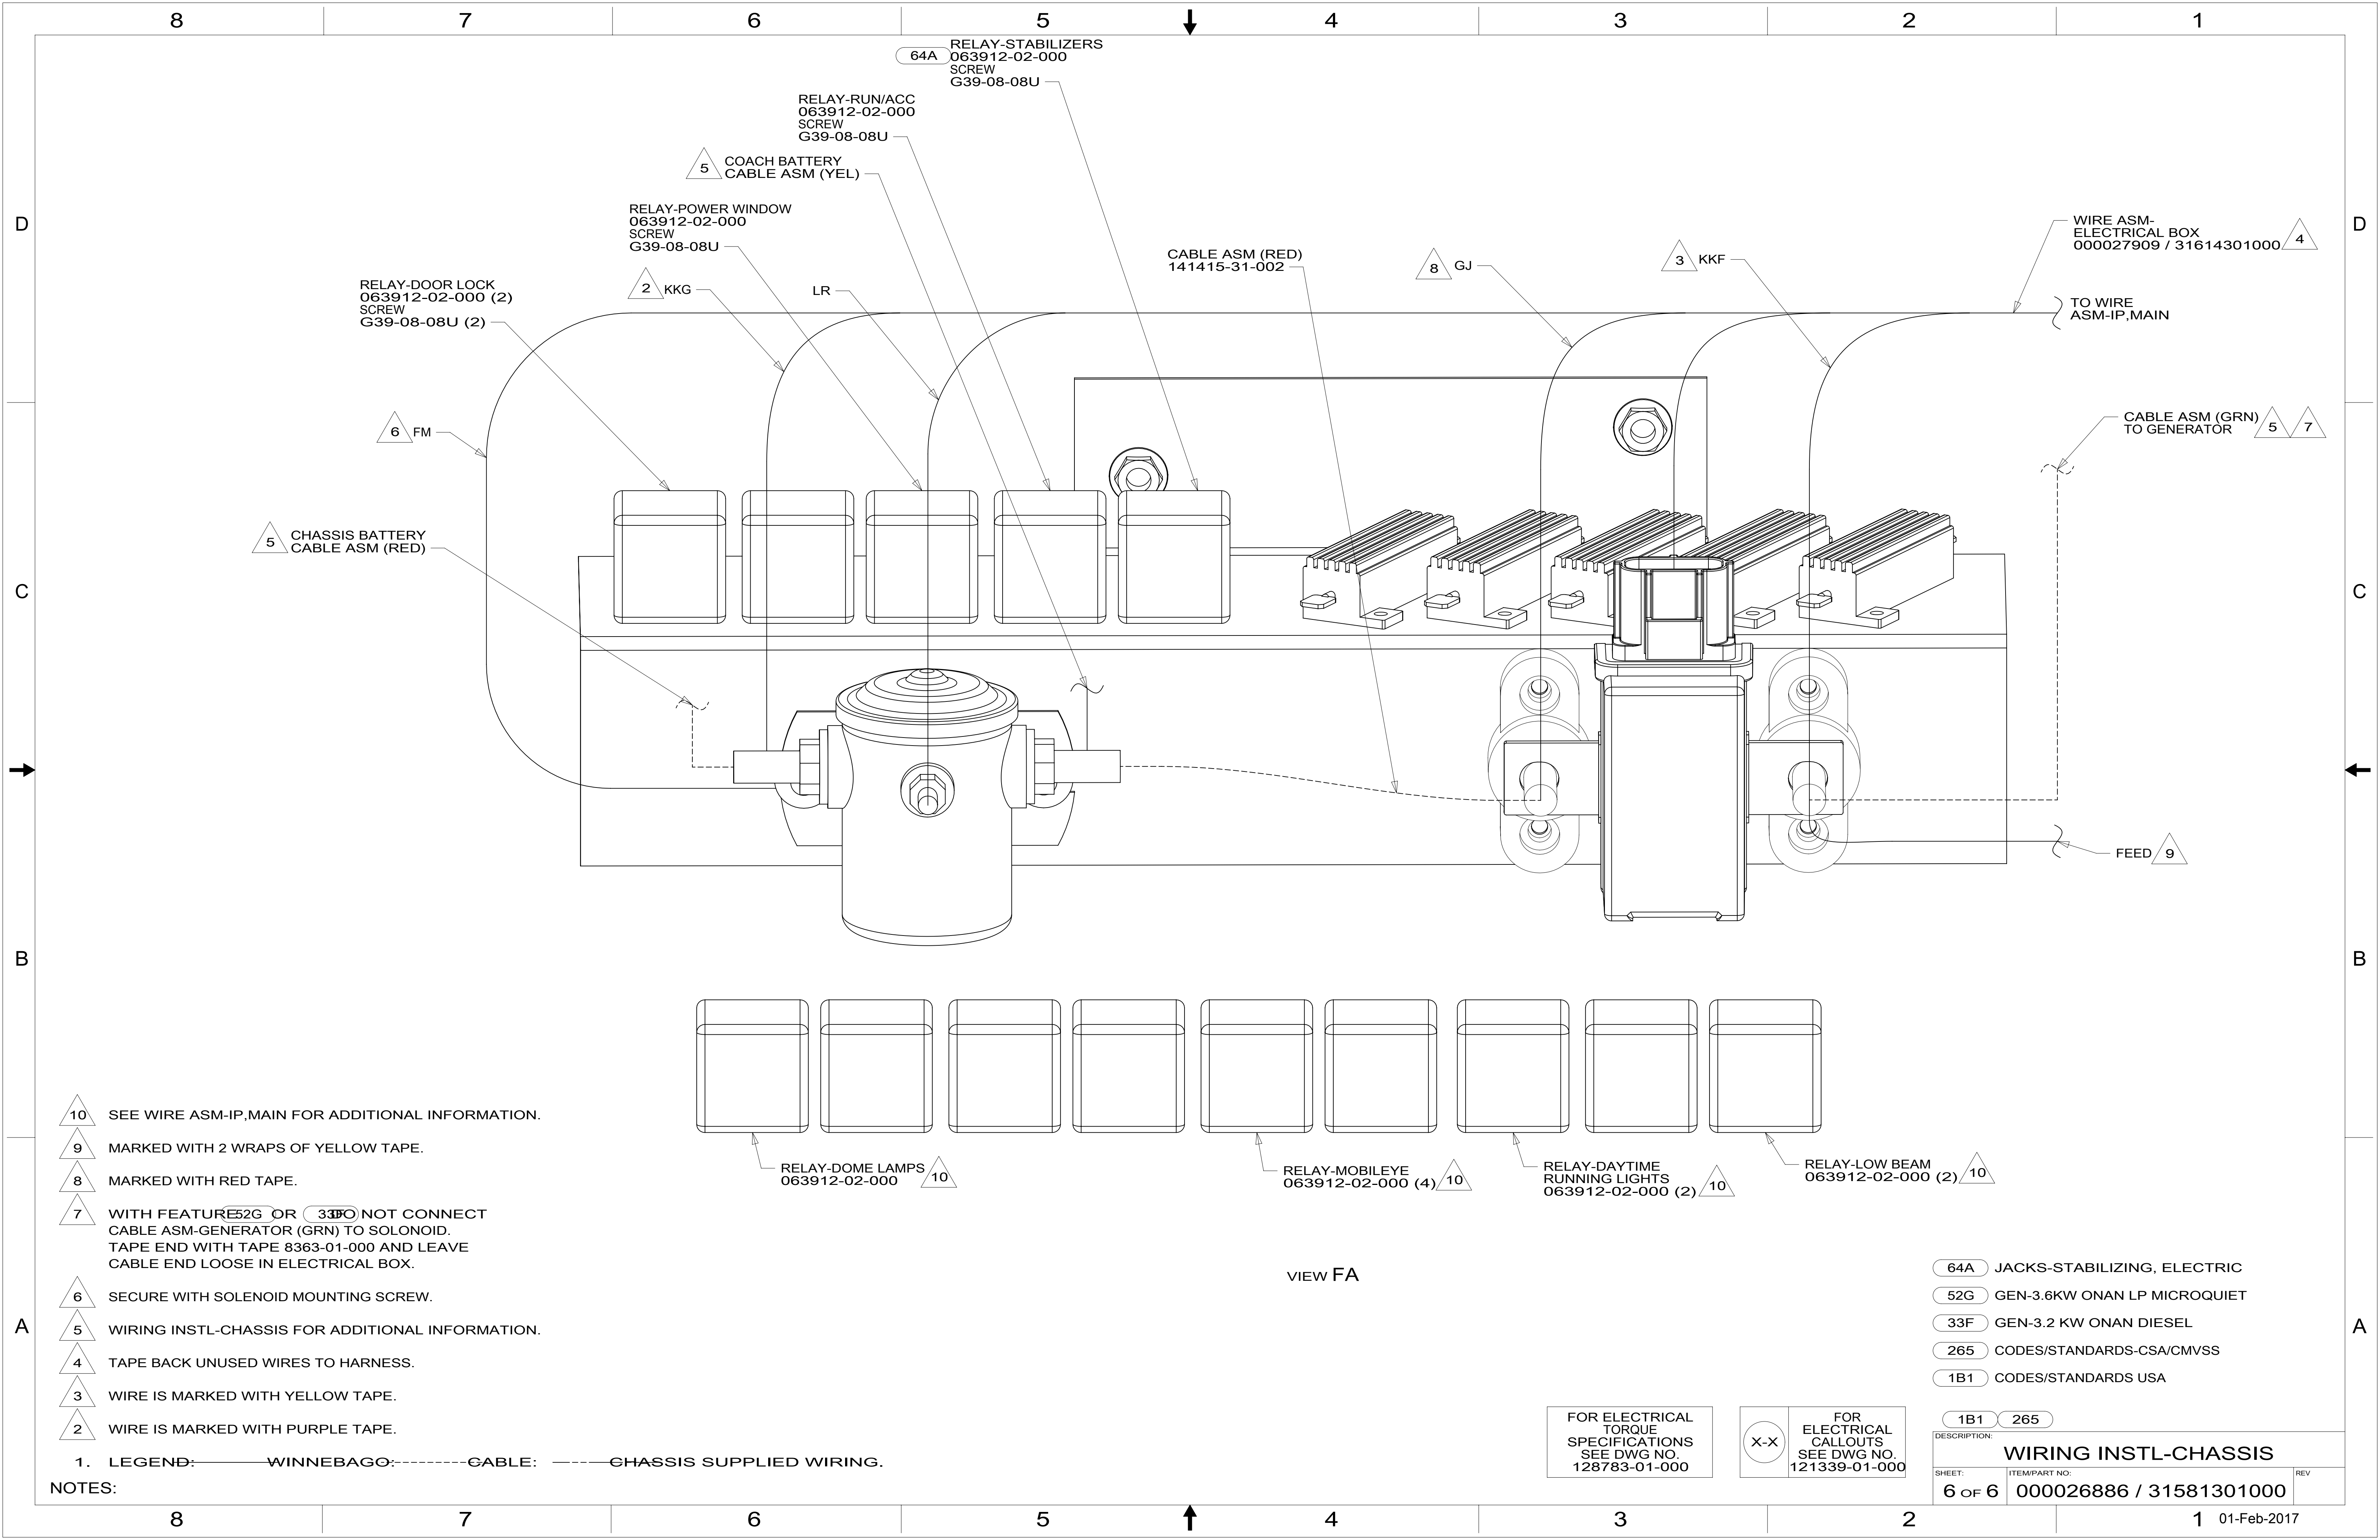 8 7 6 5 4 3 2 1
64A
RELAY-STABILIZERS
063912-02-000
SCREW
G39-08-08U
RELAY-RUN/ACC
063912-02-000
SCREW
G39-08-08U
5
COACH BATTERY
CABLE ASM (YEL)
RELAY-POWER WINDOW
063912-02-000
SCREW
G39-08-08U
D
D
WIRE ASM-
ELECTRICAL BOX
000027909 / 31614301000
4
CABLE ASM (RED)
141415-31-002
8
GJ
3
KKF
RELAY-DOOR LOCK
063912-02-000 (2)
SCREW
G39-08-08U (2)
2
KKG
LR
TO WIRE
ASM-IP,MAIN
6
FM
CABLE ASM (GRN)
TO GENERATOR
5
7
5
CHASSIS BATTERY
CABLE ASM (RED)
C
C
FEED
9
B
B
RELAY-DOME LAMPS
063912-02-000
10
RELAY-MOBILEYE
063912-02-000 (4)
10
RELAY-DAYTIME
RUNNING LIGHTS
063912-02-000 (2)
10
RELAY-LOW BEAM
063912-02-000 (2)
10
10 SEE WIRE ASM-IP,MAIN FOR ADDITIONAL INFORMATION.
9 MARKED WITH 2 WRAPS OF YELLOW TAPE.
8 MARKED WITH RED TAPE.
7 WITH FEATURE 52G OR 33F DO NOT CONNECT
CABLE ASM-GENERATOR (GRN) TO SOLONOID.
TAPE END WITH TAPE 8363-01-000 AND LEAVE
CABLE END LOOSE IN ELECTRICAL BOX.
6 SECURE WITH SOLENOID MOUNTING SCREW.
5 WIRING INSTL-CHASSIS FOR ADDITIONAL INFORMATION.
4 TAPE BACK UNUSED WIRES TO HARNESS.
3 WIRE IS MARKED WITH YELLOW TAPE.
2 WIRE IS MARKED WITH PURPLE TAPE.
1. LEGEND: WINNEBAGO: CABLE: CHASSIS SUPPLIED WIRING.
NOTES:
VIEW FA
A
A
64A JACKS-STABILIZING, ELECTRIC
52G GEN-3.6KW ONAN LP MICROQUIET
33F GEN-3.2 KW ONAN DIESEL
265 CODES/STANDARDS-CSA/CMVSS
1B1 CODES/STANDARDS USA
FOR ELECTRICAL
TORQUE
SPECIFICATIONS
SEE DWG NO.
128783-01-000
X-X
FOR
ELECTRICAL
CALLOUTS
SEE DWG NO.
121339-01-000
1B1 265
DESCRIPTION:
WIRING INSTL-CHASSIS
SHEET:
6 OF 6
ITEM/PART NO:
000026886 / 31581301000
REV
8 7 6 5 4 3 2 1
01-Feb-2017